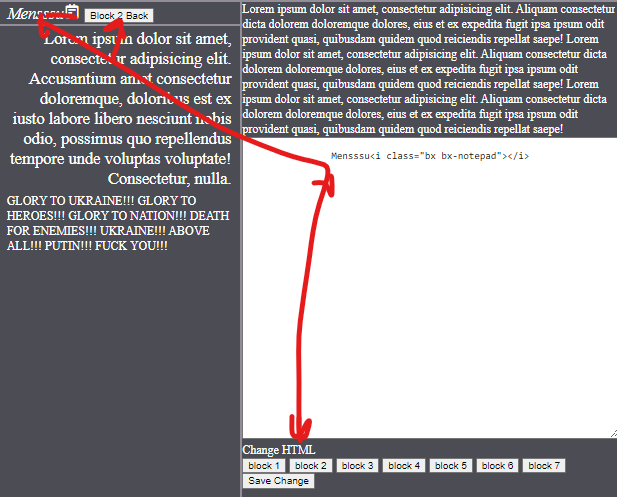 Mensssu
Block 2 Back
Lorem ipsum dolor sit amet,
consectetur adipisicing elit.
Accusantium amet consectetur
doloremque, doloribus est ex
iusto labore libero nesciunt nobis
odio, possimus quo repellendus
tempore unde voluptas voluptate!
Consectetur, nulla.
GLORY TO UKRAINE!!! GLORY TO
HEROES!!! GLORY TO NATION!!! DEATH
FOR ENEMIES!!! UKRAINE!!! ABOVE
ALL!!! PUTIN!!! FUCK YOU!!!
Lorem ipsum dolor sit amet, consectetur adipisicing elit. Aliquam consectetur
dicta dolorem doloremque dolores, eius et ex expedita fugit ipsa ipsum odit
provident quasi, quibusdam quidem quod reiciendis repellat saepe! Lorem
ipsum dolor sit amet, consectetur adipisicing elit. Aliquam consectetur dicta
dolorem doloremque dolores, eius et ex expedita fugit ipsa ipsum odit
provident quasi, quibusdam quidem quod reiciendis repellat saepe! Lorem
ipsum dolor sit amet, consectetur adipisicing elit. Aliquam consectetur dicta
dolorem doloremque dolores, eius et ex expedita fugit ipsa ipsum odit
provident quasi, quibusdam quidem quod reiciendis repellat saepe!
Mensssu<i class="bx bx-notepad"></i>
Change HTML
block 1 block 2 block 3 block 4 block 5 block 6 block 7
Save Change